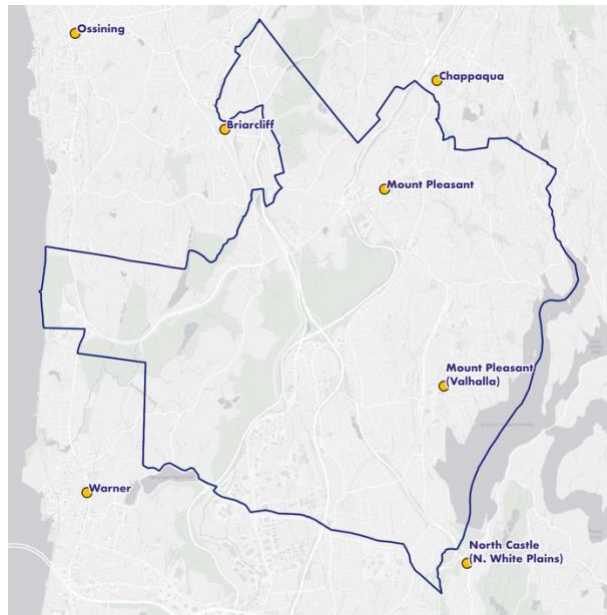 Ossining
Chappaqua
Briarcliff
Mount Pleasant
Mount Pleasant
(Valhalla)
Warner
North Castle
(N. White Plains)